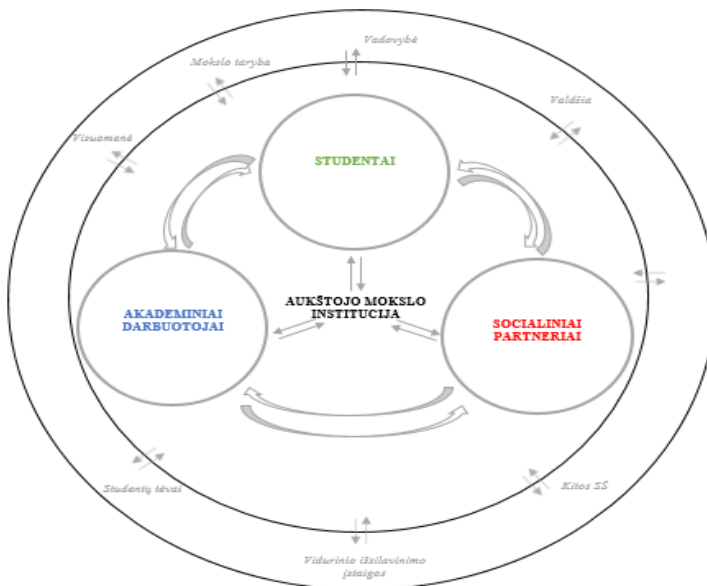 Vadovybė
Mokslo taryba
Valdžia
Visuomenė
STUDENTAI
AUKŠTOJO MOKSLO
INSTITUCIJA
AKADEMINIAI
DARBUOTOJAI
SOCIALINIAI
PARTNERIAI
Studentų tėvai
Kitos SŠ
Vidurinio išsilavinimo
įstaigos